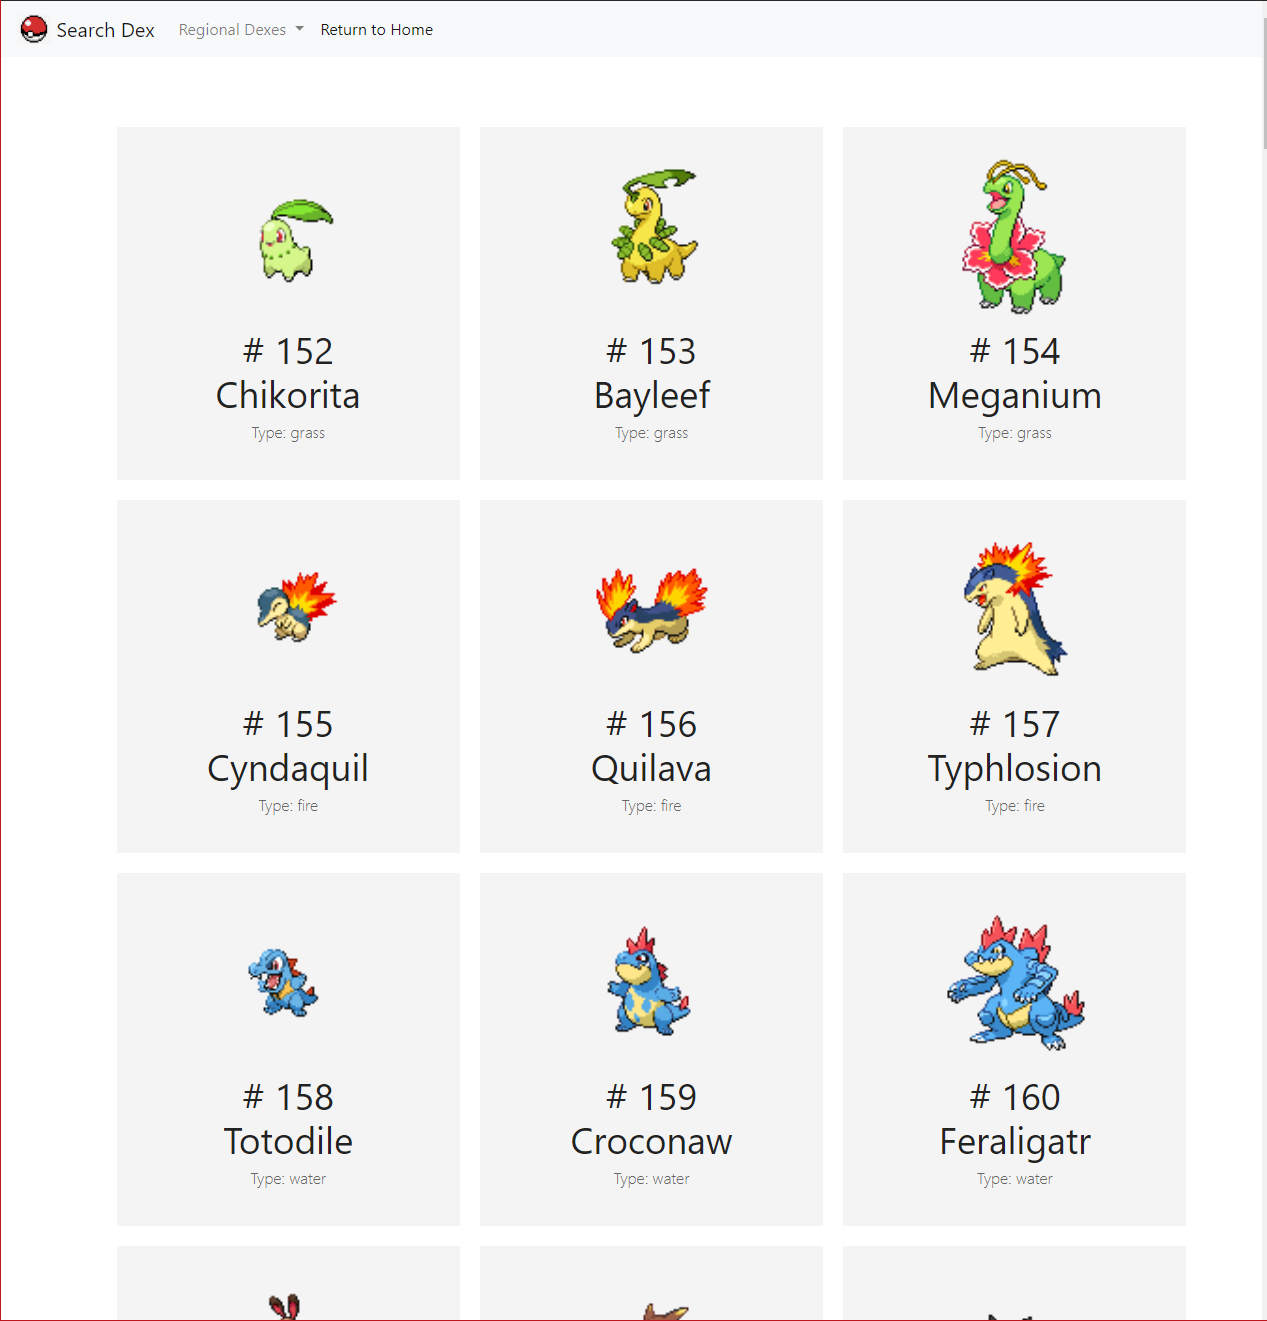 Search Dex Regional Dexes Return to Home
# 152 # 153 # 154
Chikorita Bayleef Meganium
Type: grass Type: grass Type: grass
# 155 # 156 # 157
Cyndaquil Quilava Typhlosion
Type: fire Type: fire Type: fire
# 158 # 159 # 160
Totodile Croconaw Feraligatr
Type: water Type: water Type: water